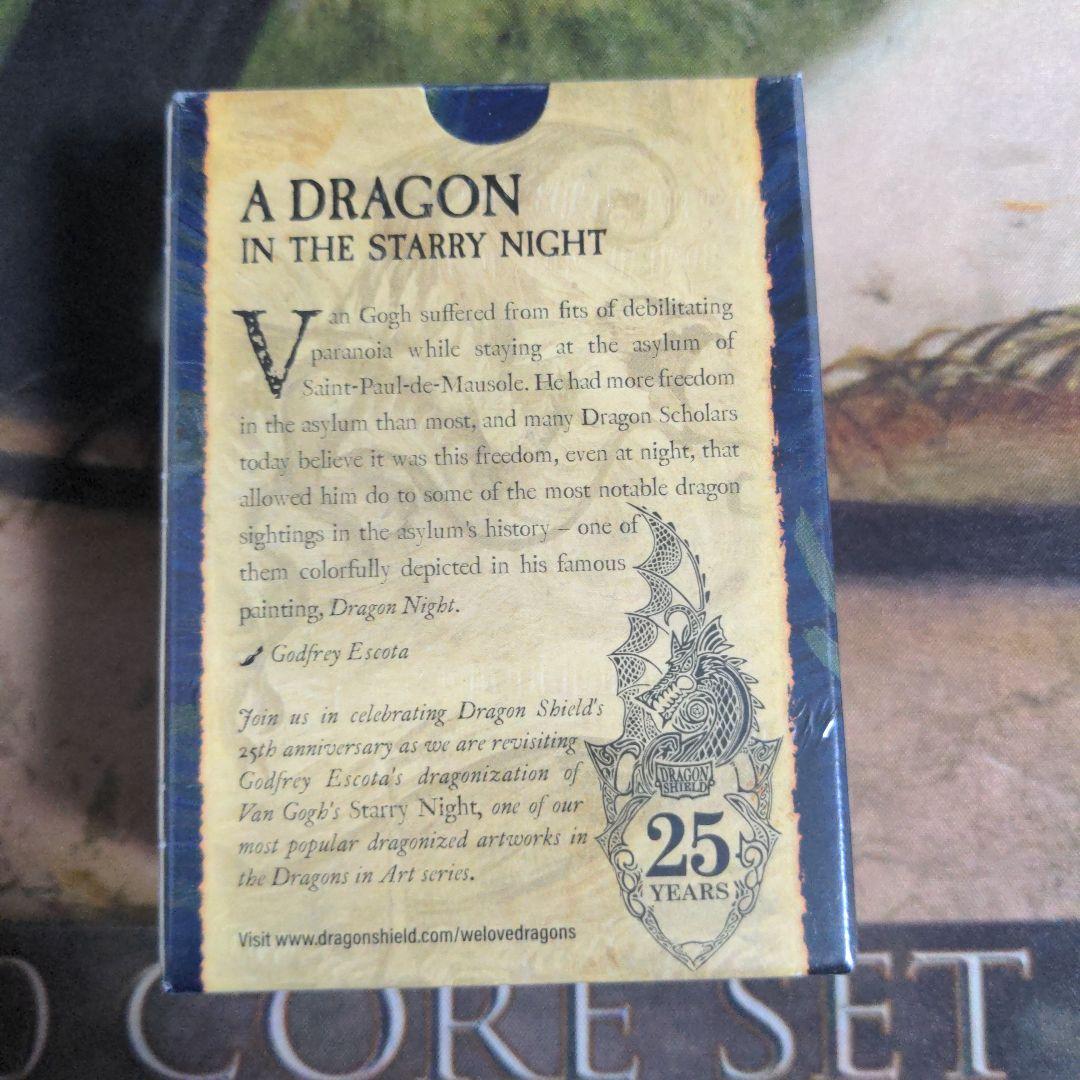 A DRAGON
IN THE STARRY NIGHT
Van Gogh suffered from fits of debilitating
paranoia while staying at the asylum of
Saint-Paul-de-Mausole. He had more freedom
in the asylum than most, and many Dragon Scholars
today believe it was this freedom, even at night, that
allowed him do to some of the most notable dragon
sightings in the asylum's history – one of
them colorfully depicted in his famous
painting, Dragon Night.
Godfrey Escota
Join us in celebrating Dragon Shield's
25th anniversary as we are revisiting
Godfrey Escota's dragonization of
Van Gogh's Starry Night, one of our
most popular dragonized artworks in
the Dragons in Art series.
DRAGON
SHIELD
25
YEARS
Visit www.dragonshield.com/welovedragons
CORE SET